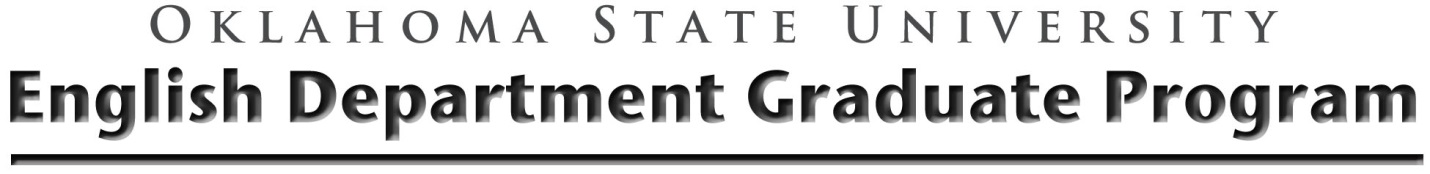 OKLAHOMA STATE UNIVERSITY
English Department Graduate Program